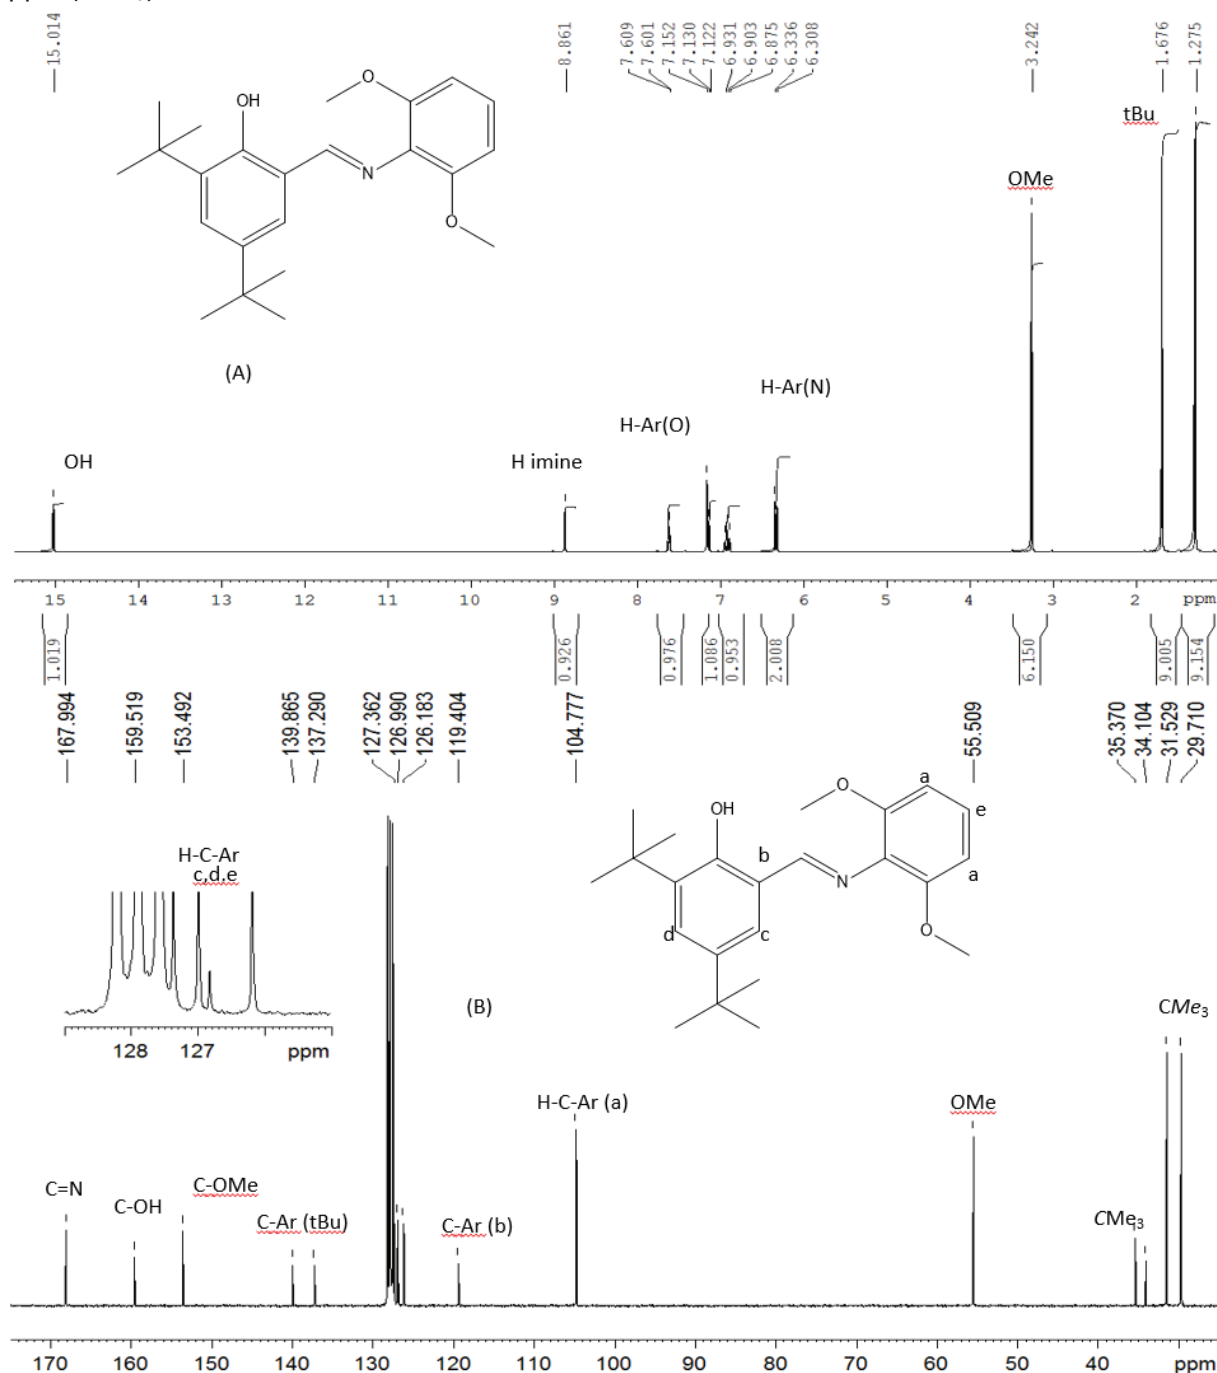 15.014
8.861
7.609
7.601
7.152
7.130
7.122
6.931
6.903
6.875
6.336
6.308
3.242
1.676
1.275
OH
O
N
O
tBu
OMe
(A)
H-Ar(N)
H-Ar(O)
OH
H imine
15 14 13 12 11 10 9 8 7 6 5 4 3 2 ppm
1.019
0.926
0.976
1.086
0.953
2.008
6.150
9.005
9.154
167.994
159.519
153.492
139.865
137.290
127.362
126.990
126.183
119.404
104.777
55.509
35.370
34.104
31.529
29.710
OH
O
a
e
a
b
N
O
d
c
H-C-Ar
c,d,e
128 127 ppm
(B)
CMe3
H-C-Ar (a)
OMe
C=N
C-OH
C-OMe
C-Ar (tBu)
C-Ar (b)
CMe3
170 160 150 140 130 120 110 100 90 80 70 60 50 40 ppm